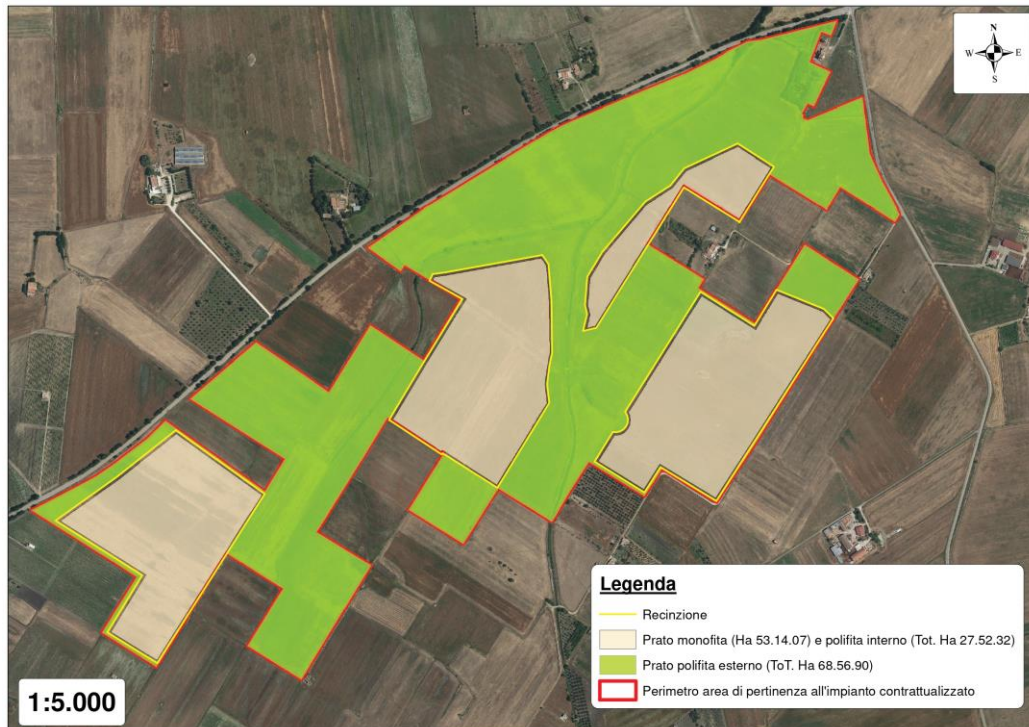 N
W E
S
Legenda
Recinzione
Prato monofita (Ha 53.14.07) e polifita interno (Tot. Ha 27.52.32)
Prato polifita esterno (ToT. Ha 68.56.90)
Perimetro area di pertinenza all'impianto contrattualizzato
1:5.000